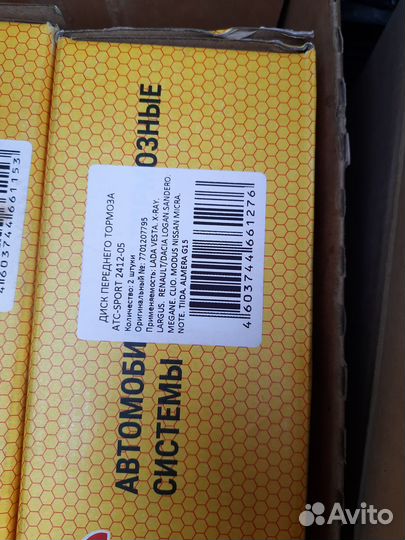 ДИСК ПЕРЕДНЕГО ТОРМОЗА
ATC-SPORT 2412-05
Количество: 2 штуки
Оригинальный №: 7701207795
Применяемость: LADA VESTA. X-RAY.
LARGUS. RENAULT/DACIA LOGAN.SANDERO.
MEGANE. CLIO. MODUS NISSAN MICRA.
NOTE. TIIDA. ALMERA G15
4603744661276
4603744661153
АВТОМОБИ
ОЗНЫЕ
СИСТЕМЫ
Avito